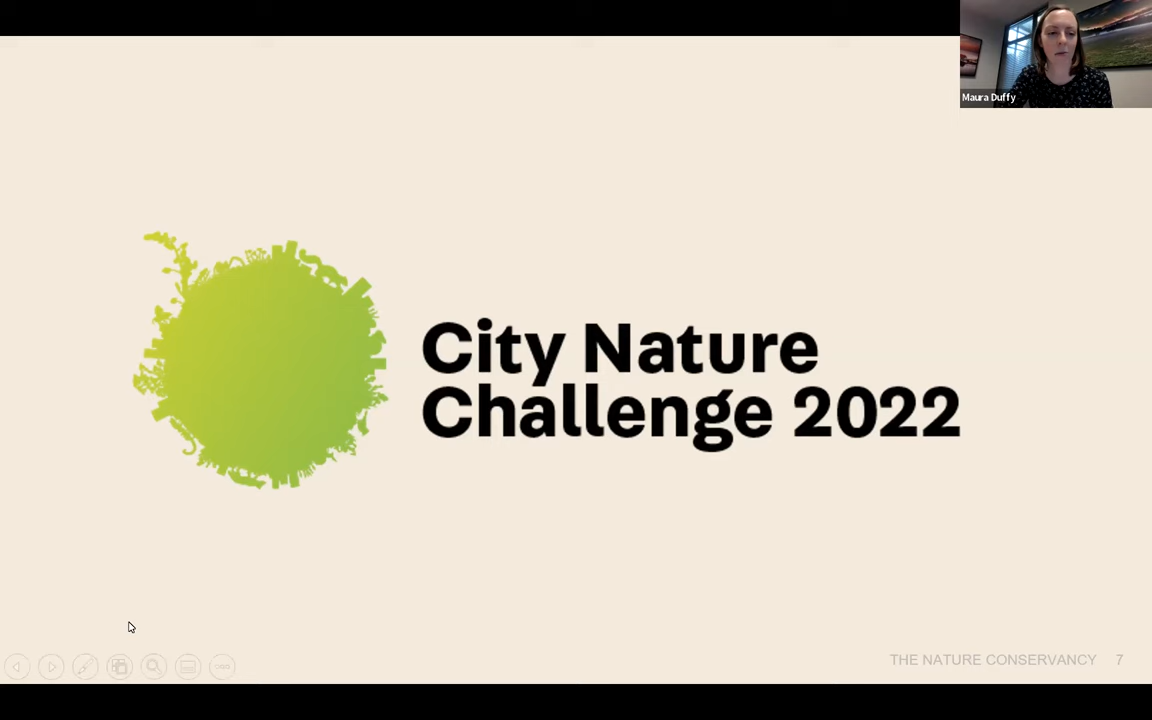 Maura Duffy
City Nature
Challenge 2022
THE NATURE CONSERVANCY 7